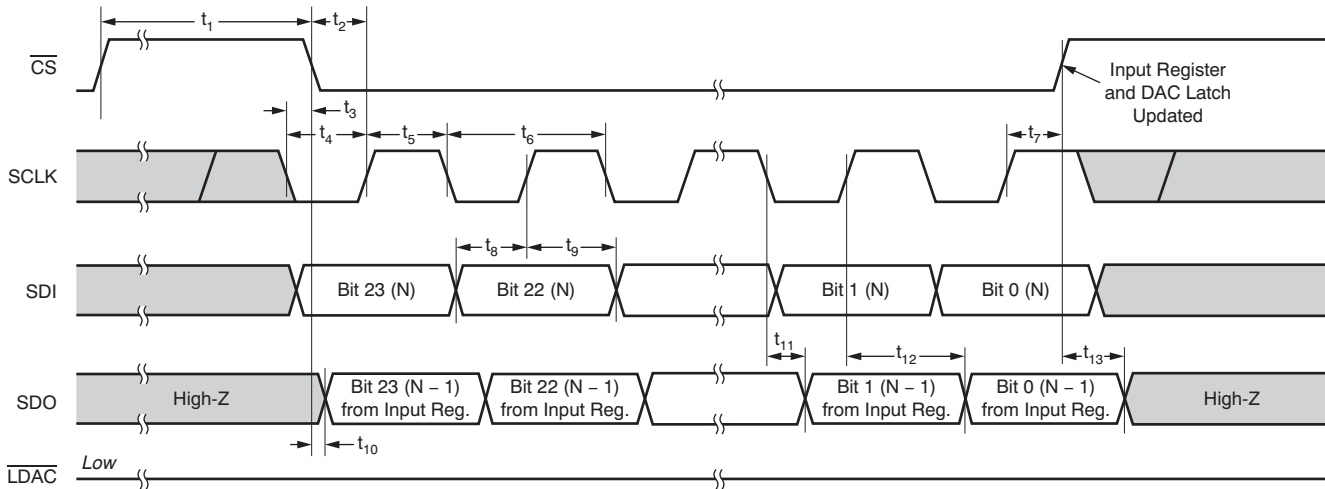 t1
t2
CS
t3
Input Register
and DAC Latch
Updated
t4
t5
t6
t7
SCLK
t8
t9
SDI
Bit 23 (N)
Bit 22 (N)
Bit 1 (N)
Bit 0 (N)
t11
t12
t13
SDO
High-Z
Bit 23 (N − 1)
from Input Reg.
Bit 22 (N − 1)
from Input Reg.
Bit 1 (N − 1)
from Input Reg.
Bit 0 (N − 1)
from Input Reg.
High-Z
t10
LDAC
Low